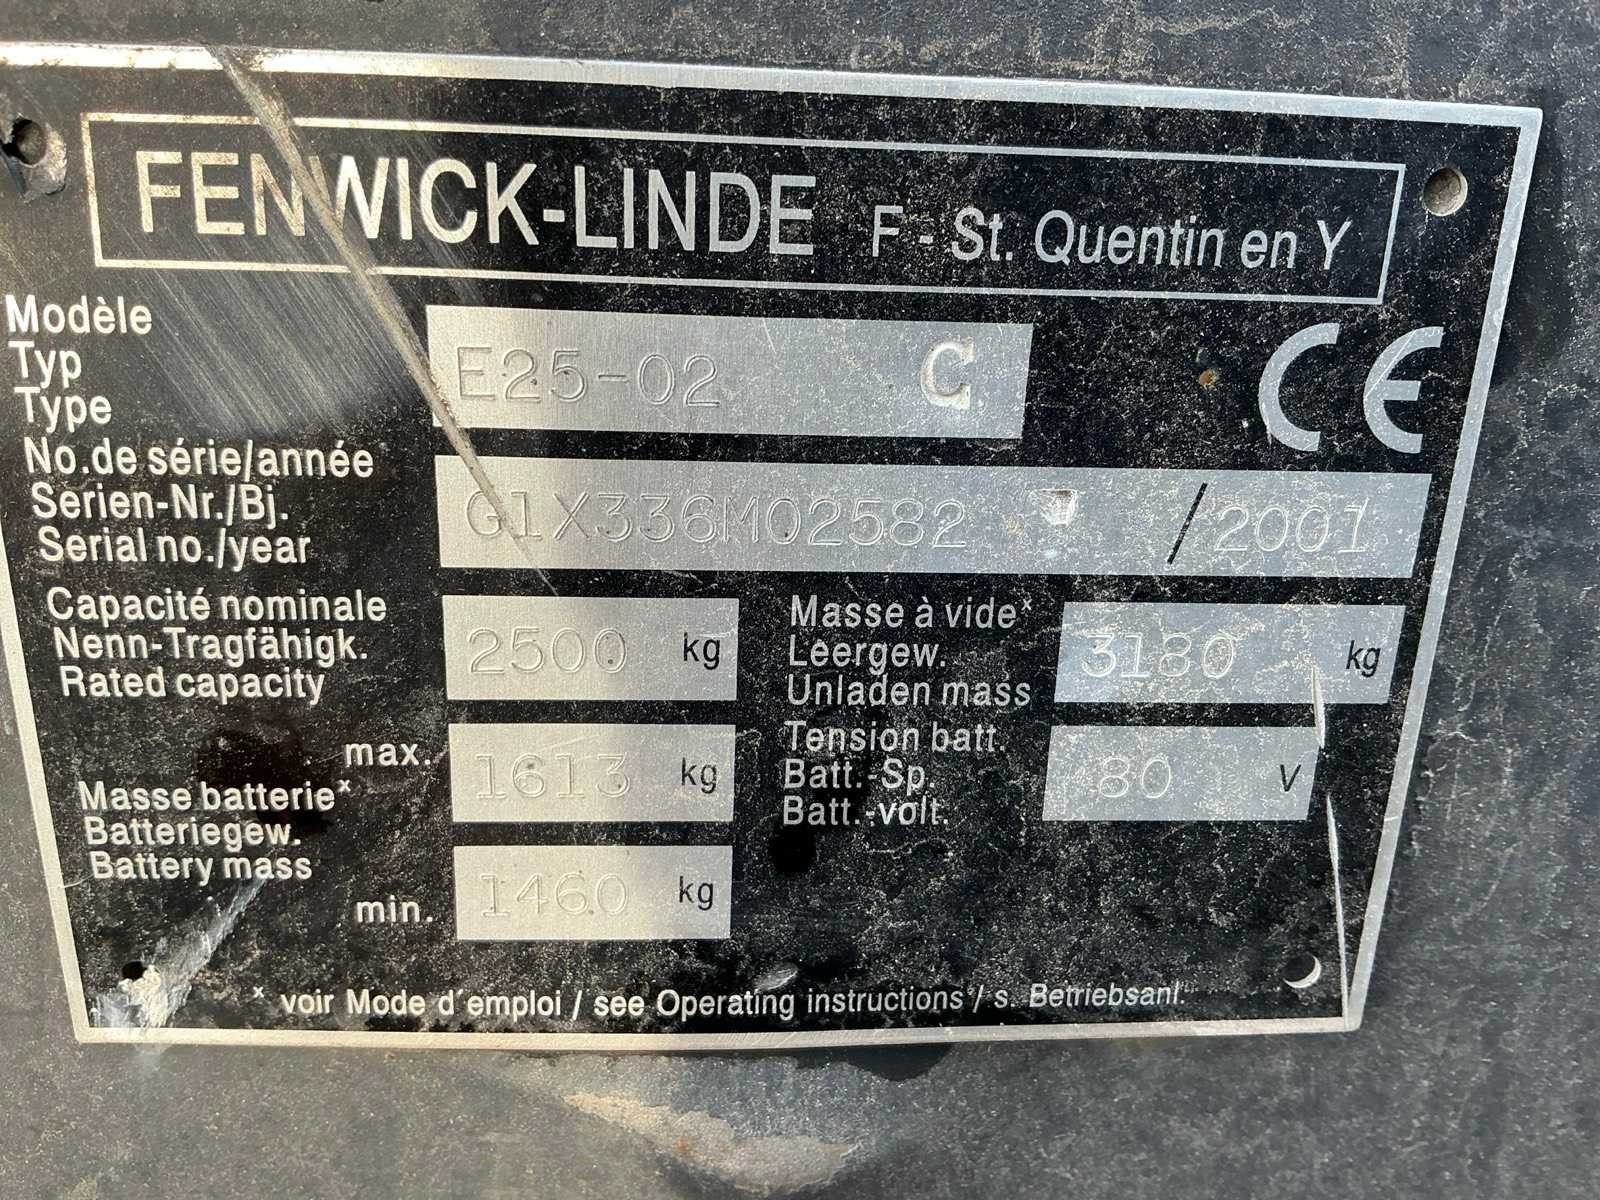 FENWICK-LINDE F - St. Quentin en Y
Modèle
Typ
Type
E25-02 C
CE
No.de série/année
Serien-Nr./Bj.
Serial no./year
G1X336M02582 / 2001
Capacité nominale
Nenn-Tragfähigk.
Rated capacity
2500 kg
Masse à vide*
Leergew.
Unladen mass
3180 kg
max. 1613 kg
Masse batterie*
Batteriegew.
Battery mass
min. 1460 kg
Tension batt.
Batt.-Sp.
Batt.-volt.
80 V
* voir Mode d'emploi / see Operating instructions / s. Betriebsanl.